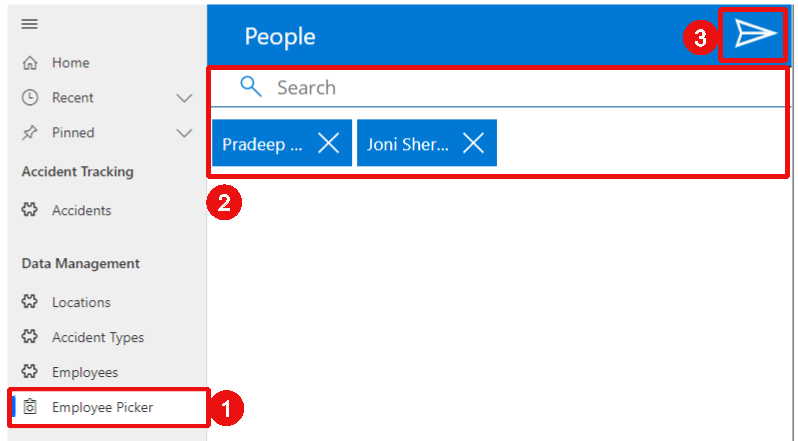 Home
Recent
Pinned
Accident Tracking
Accidents
Data Management
Locations
Accident Types
Employees
Employee Picker
1
People
3
Search
Pradeep ...
Joni Sher...
2